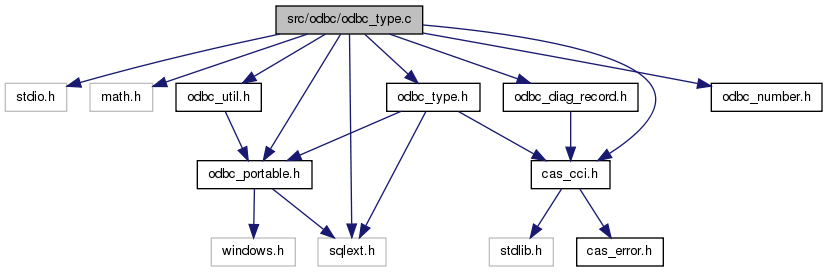 src/odbc/odbc_type.c
stdio.h
math.h
odbc_util.h
odbc_type.h
odbc_diag_record.h
odbc_number.h
odbc_portable.h
cas_cci.h
windows.h
sqlext.h
stdlib.h
cas_error.h